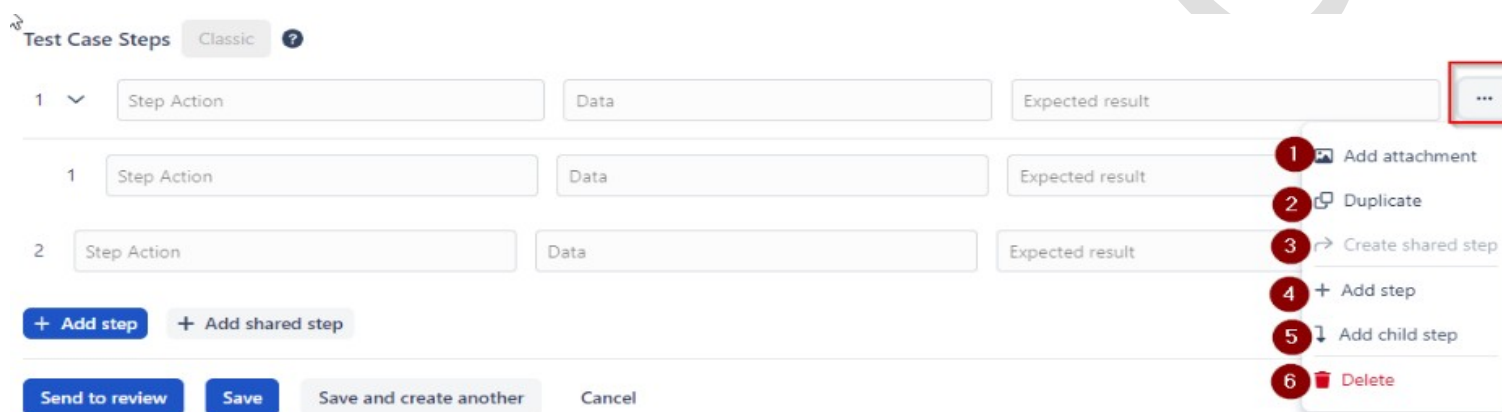 Test Case Steps Classic ?
1 Step Action Data Expected result ...
1 Add attachment
1 Step Action Data Expected result
2 Duplicate
2 Step Action Data Expected result
3 Create shared step
4 + Add step
+ Add step + Add shared step
5 Add child step
6 Delete
Send to review Save Save and create another Cancel